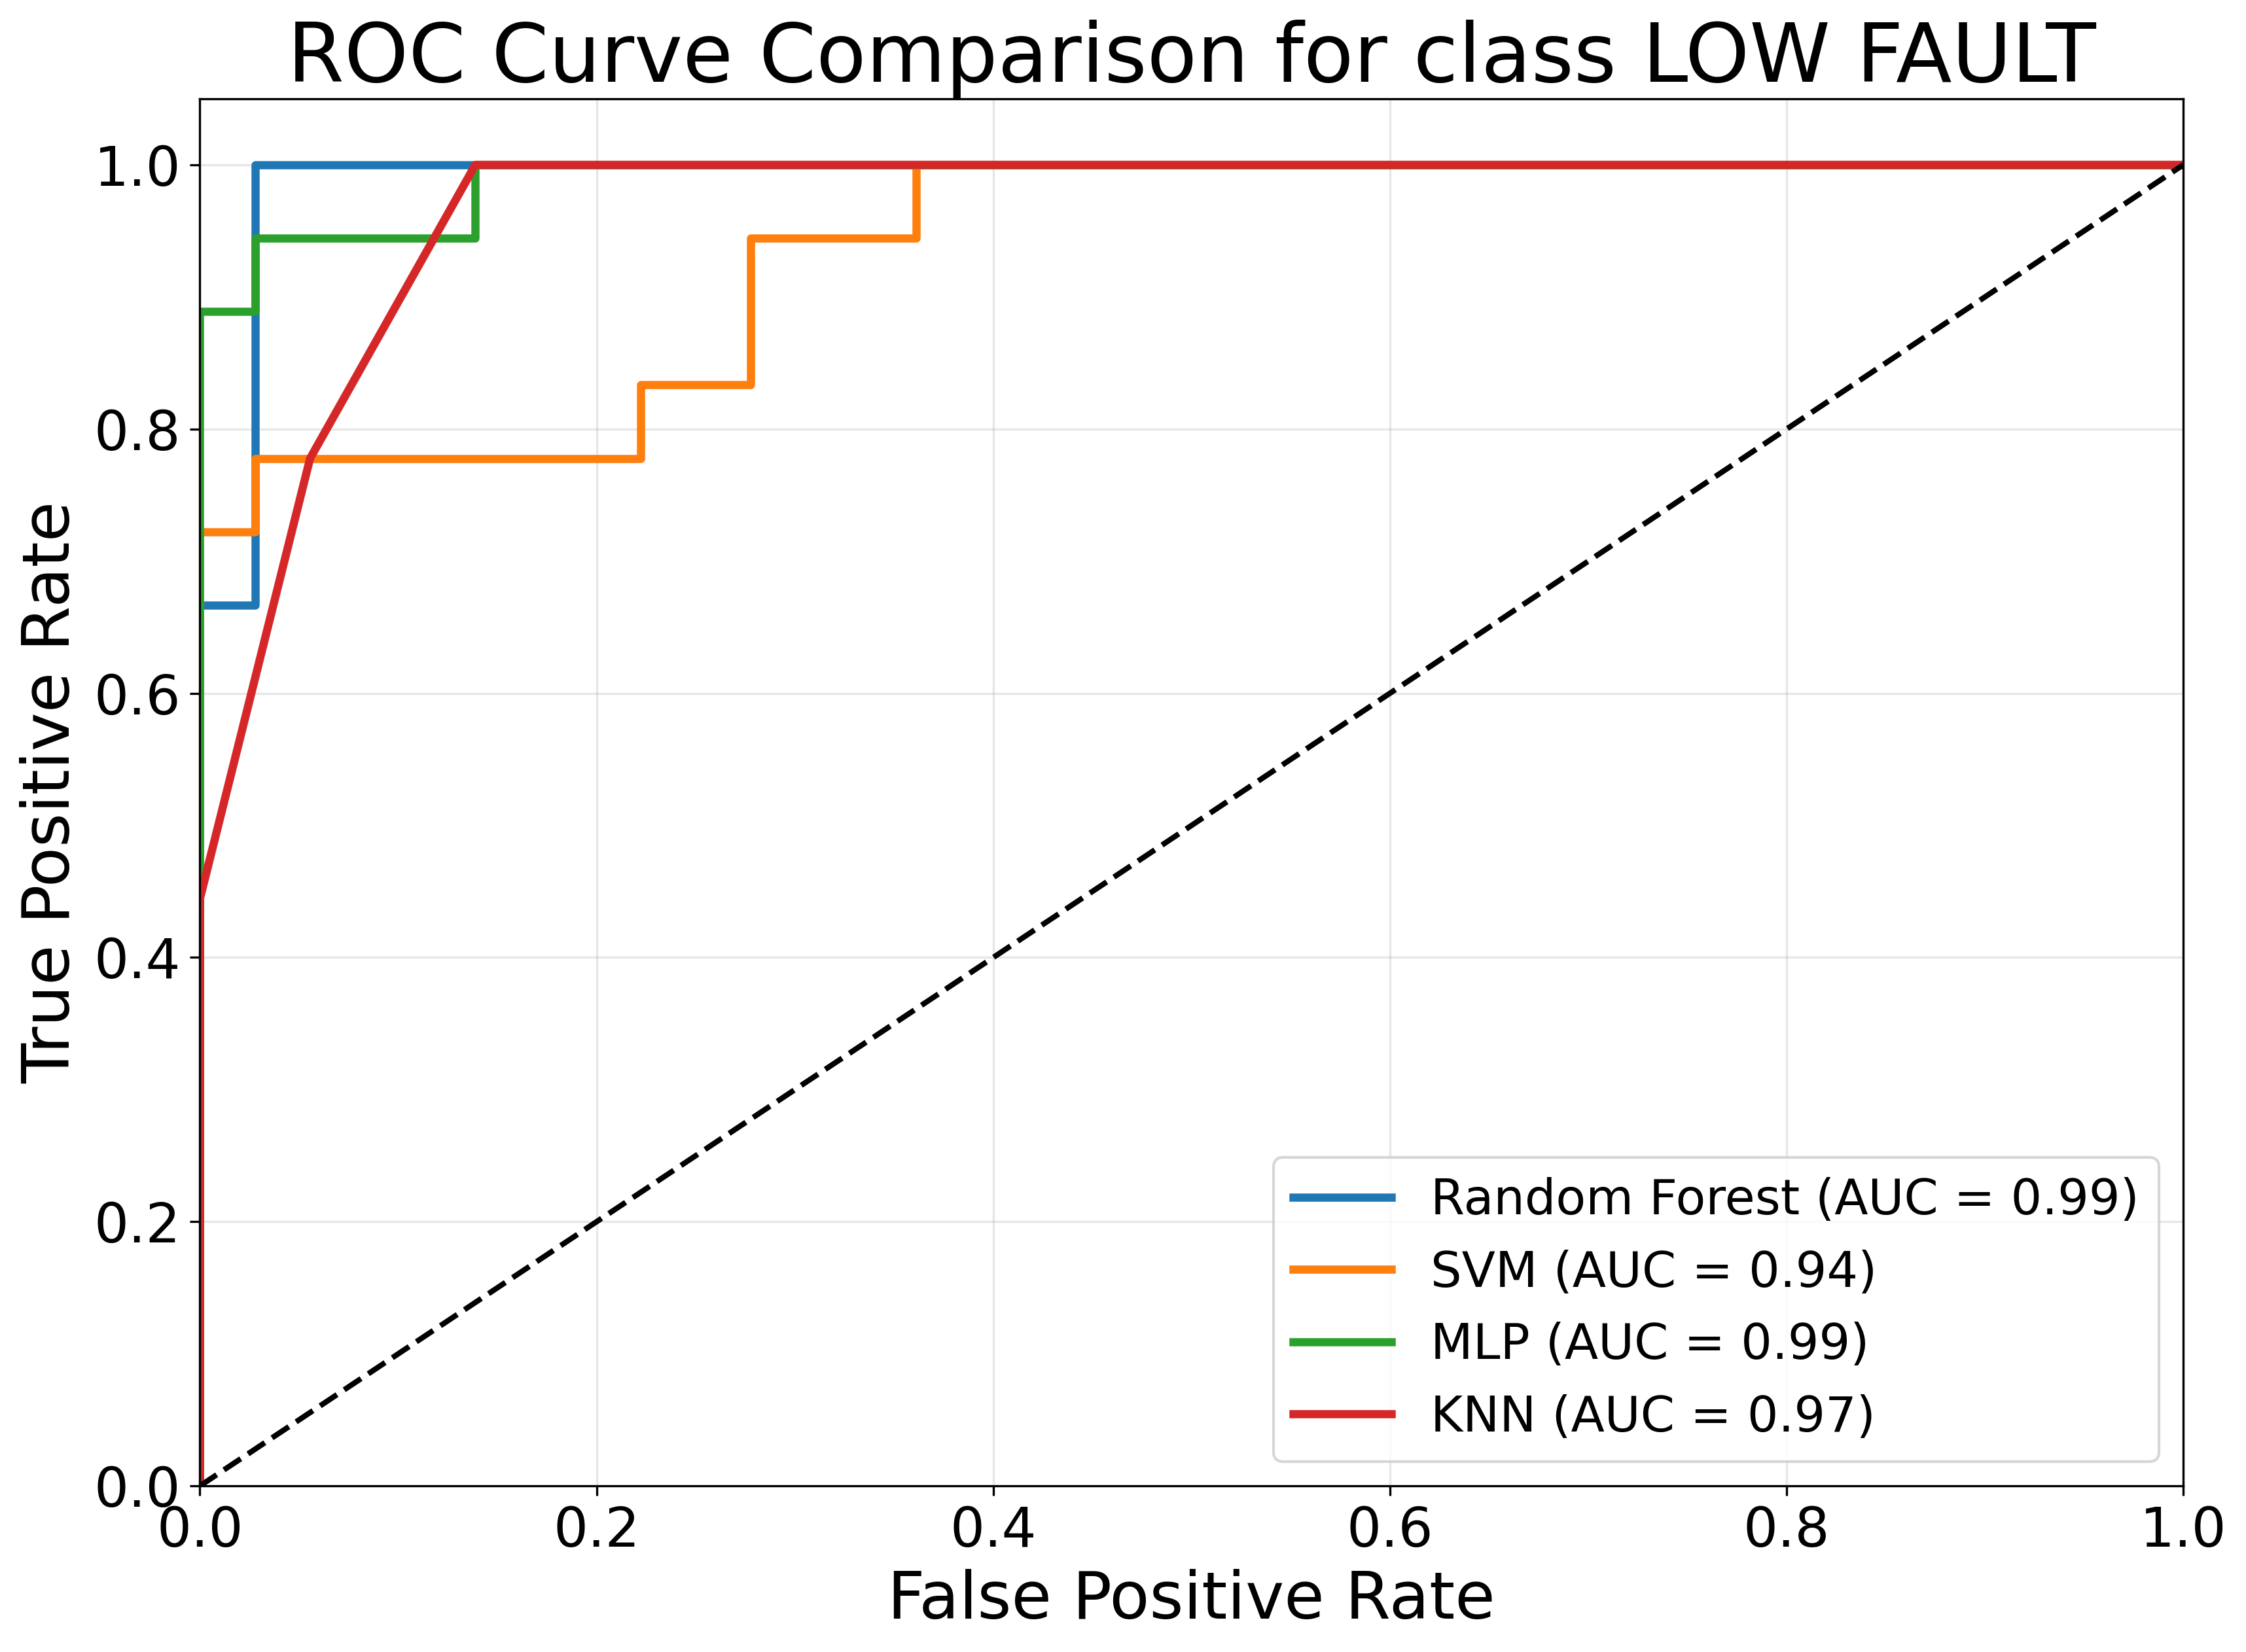 ROC Curve Comparison for class LOW FAULT
True Positive Rate
1.0
0.8
0.6
0.4
0.2
0.0
0.0 0.2 0.4 0.6 0.8 1.0
False Positive Rate
Random Forest (AUC = 0.99)
SVM (AUC = 0.94)
MLP (AUC = 0.99)
KNN (AUC = 0.97)